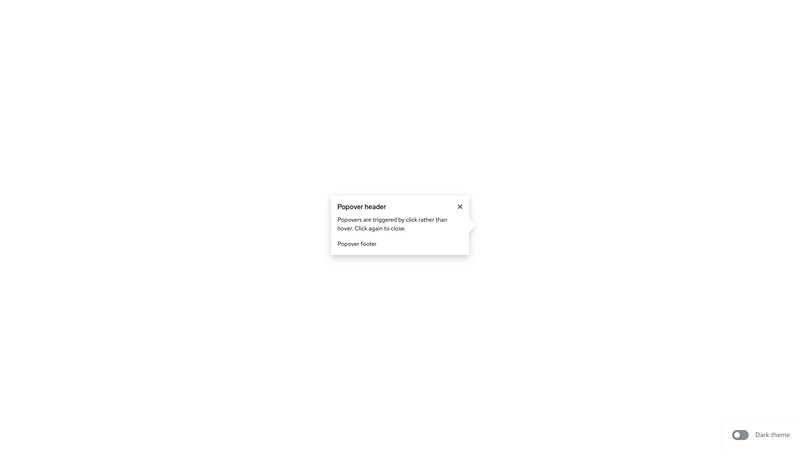 Popover header
Popovers are triggered by click rather than
hover. Click again to close.
Popover footer
Dark theme